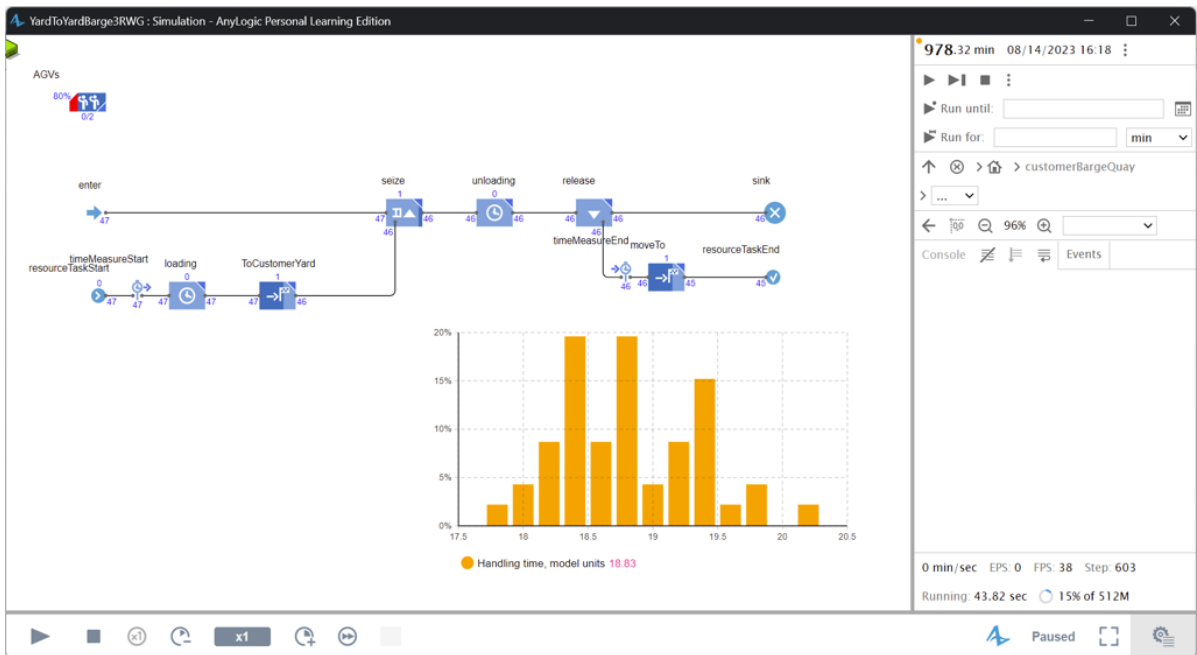 YardToYardBarge3RWG : Simulation - AnyLogic Personal Learning Edition
AGVs
80%
0/2
enter
47
seize
1
47 46
46
unloading
0
46 46
release
46 46
46
sink
46
timeMeasureStart
resourceTaskStart
0
47
47
loading
0
47 47
ToCustomerYard
1
47 46
timeMeasureEnd
46
46
moveTo
1
45
resourceTaskEnd
45
20%
15%
10%
5%
0%
17.5 18 18.5 19 19.5 20 20.5
Handling time, model units 18.83
978.32 min 08/14/2023 16:18
Run until:
Run for: min
> customerBargeQuay
> ...
96%
Console Events
0 min/sec EPS: 0 FPS: 38 Step: 603
Running: 43.82 sec 15% of 512M
x1 x1 Paused